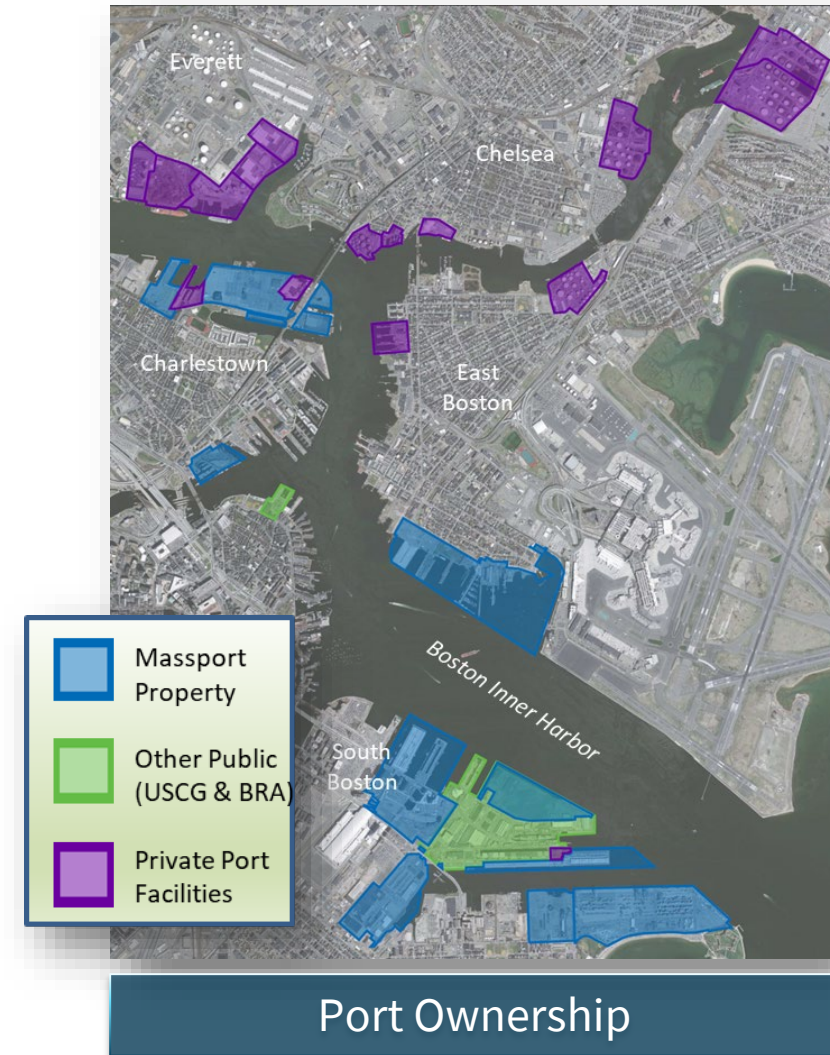 Everett
Chelsea
Charlestown
East
Boston
Boston Inner Harbor
South
Boston
Massport
Property
Other Public
(USCG & BRA)
Private Port
Facilities
Port Ownership